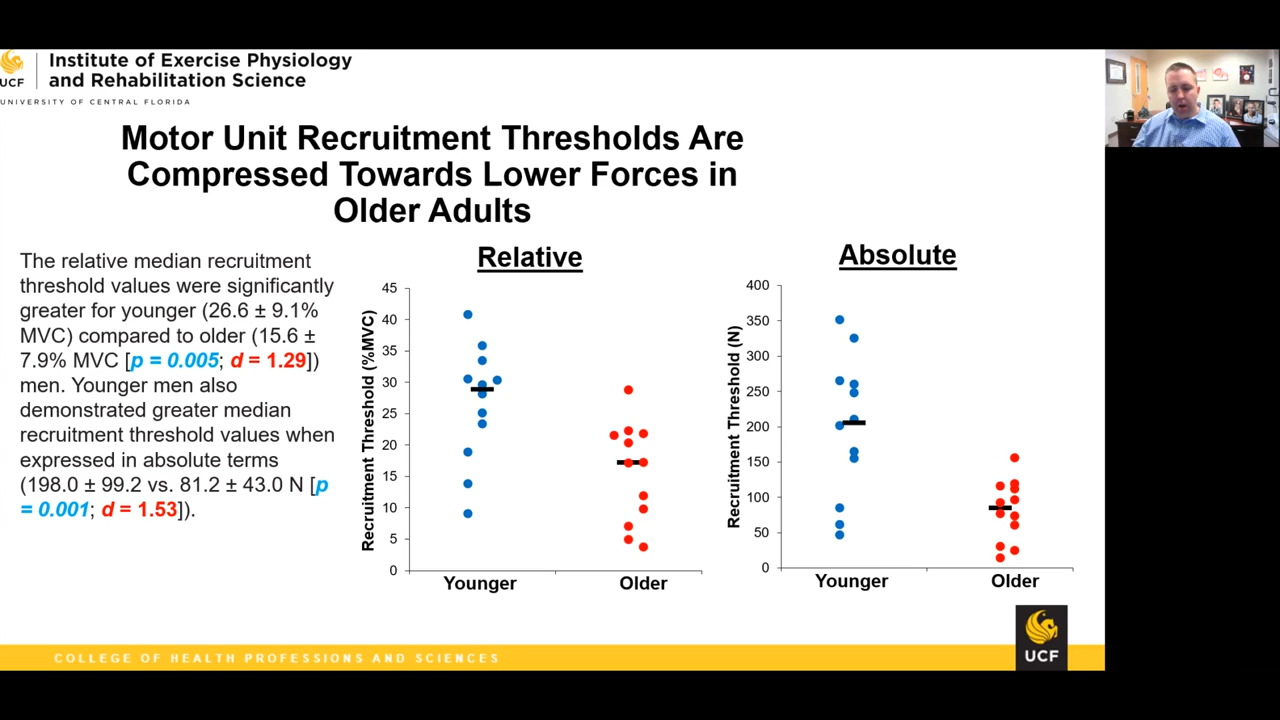 Institute of Exercise Physiology
and Rehabilitation Science
UCF
UNIVERSITY OF CENTRAL FLORIDA
Motor Unit Recruitment Thresholds Are
Compressed Towards Lower Forces in
Older Adults
The relative median recruitment
threshold values were significantly
greater for younger (26.6 ± 9.1%
MVC) compared to older (15.6 ±
7.9% MVC [p = 0.005; d = 1.29])
men. Younger men also
demonstrated greater median
recruitment threshold values when
expressed in absolute terms
(198.0 ± 99.2 vs. 81.2 ± 43.0 N [p
= 0.001; d = 1.53]).
Relative
Recruitment Threshold (%MVC)
45
40
35
30
25
20
15
10
5
0
Younger Older
Absolute
Recruitment Threshold (N)
400
350
300
250
200
150
100
50
0
Younger Older
COLLEGE OF HEALTH PROFESSIONS AND SCIENCES
UCF